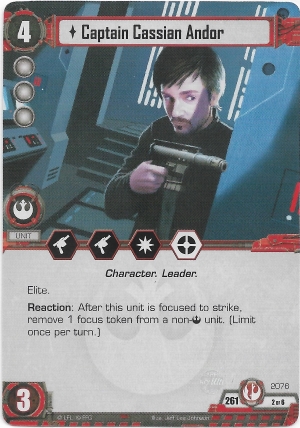 4
Captain Cassian Andor
UNIT
Character. Leader.
Elite.
Reaction: After this unit is focused to strike,
remove 1 focus token from a non- unit. (Limit
once per turn.)
3
261
2 of 6
2076